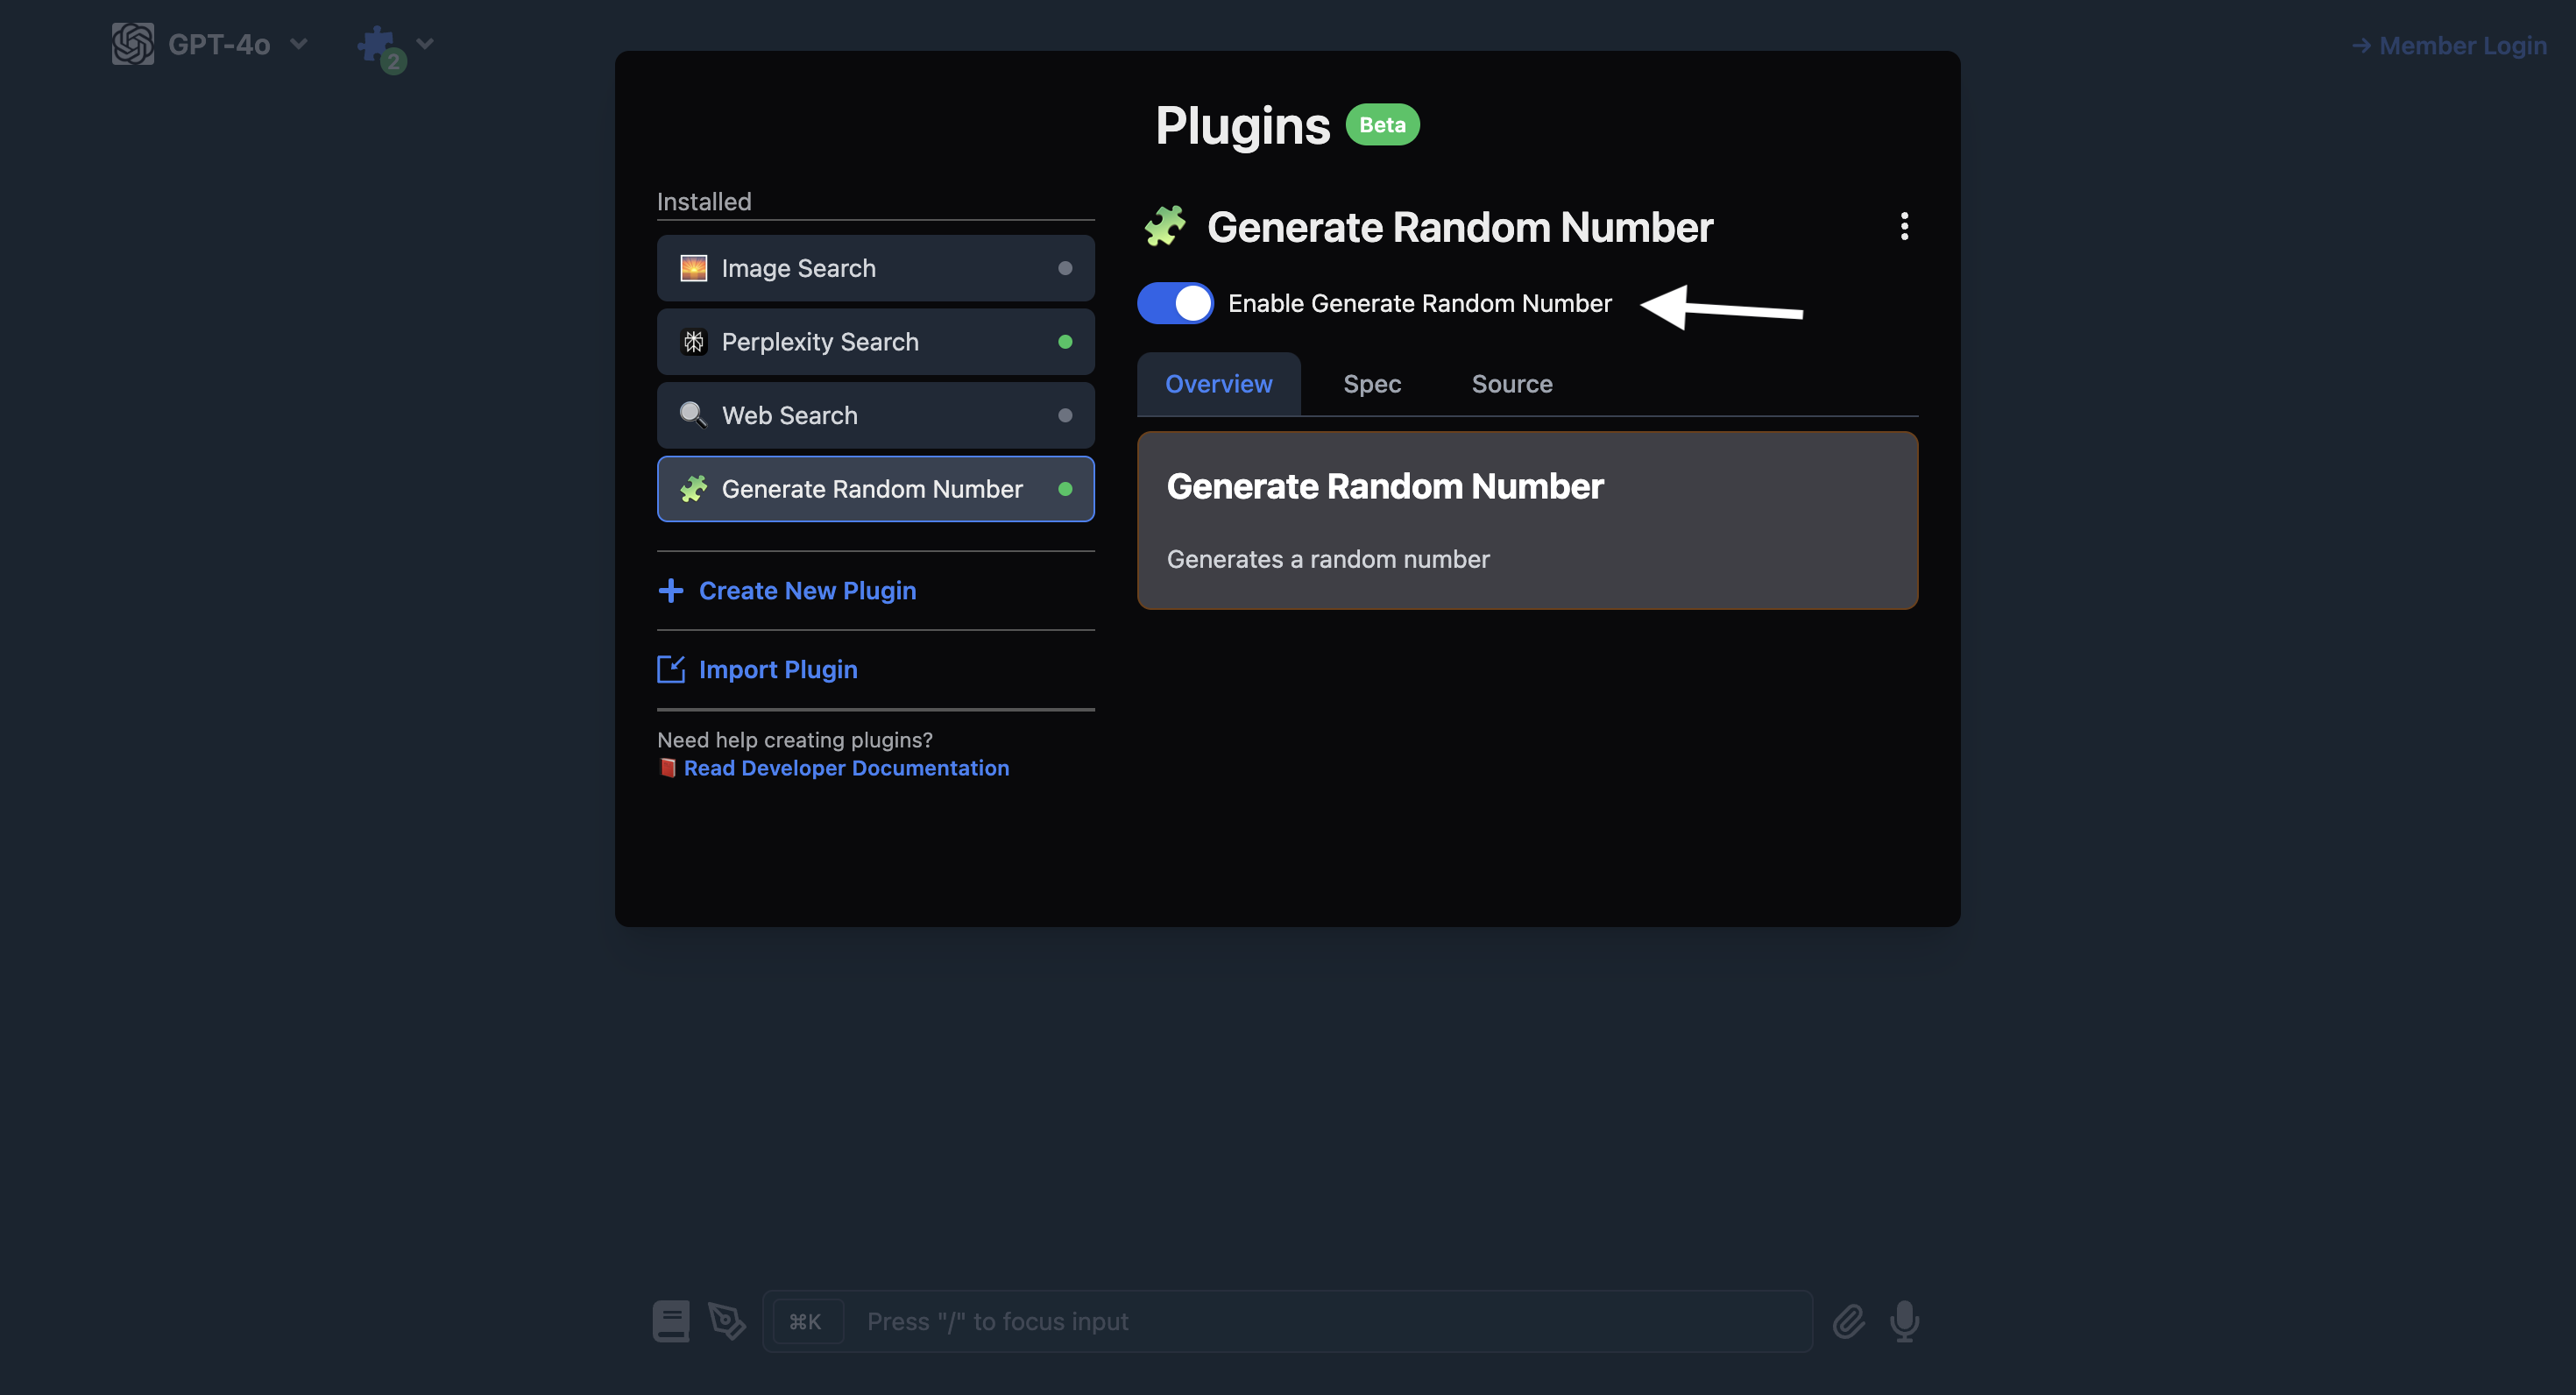 GPT-4o
2
Member Login
Plugins Beta
Installed
Image Search
Perplexity Search
Web Search
Generate Random Number
Create New Plugin
Import Plugin
Need help creating plugins?
Read Developer Documentation
Generate Random Number
Enable Generate Random Number
Overview Spec Source
Generate Random Number
Generates a random number
⌘K Press "/" to focus input